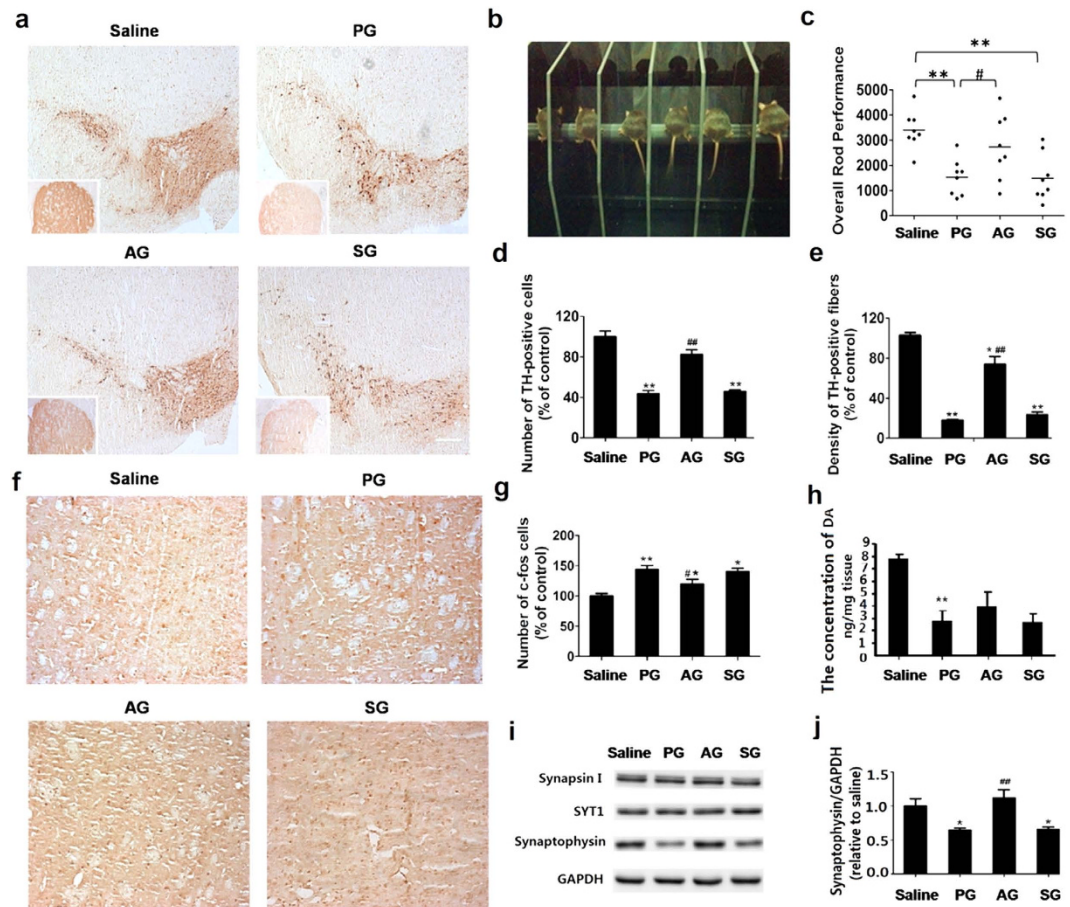 a
Saline
PG
AG
SG
b
c
**
** #
Overall Rod Performance
5000
4000
3000
2000
1000
0
Saline PG AG SG
d
Number of TH-positive cells
(% of control)
120
80
40
0
**
##
**
Saline PG AG SG
e
Density of TH-positive fibers
(% of control)
120
80
40
0
**
* ##
**
Saline PG AG SG
f
Saline
PG
AG
SG
g
Number of c-fos cells
(% of control)
200
150
100
50
0
**
# ★
*
Saline PG AG SG
h
The concentration of DA
ng/mg tissue
9
8
7
6
5
4
3
2
1
0
**
Saline PG AG SG
i
Saline PG AG SG
Synapsin I
SYT1
Synaptophysin
GAPDH
j
Synaptophysin/GAPDH
(relative to saline)
1.5
1.0
0.5
0.0
*
##
*
Saline PG AG SG